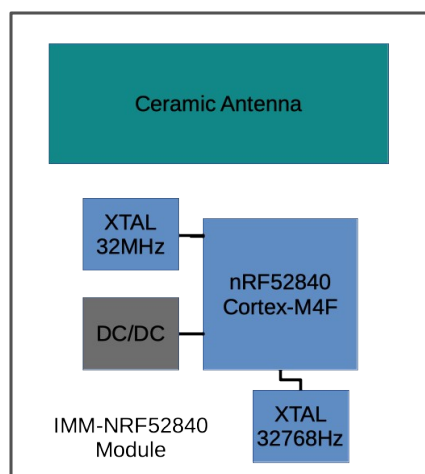 Ceramic Antenna
XTAL
32MHz
nRF52840
Cortex-M4F
DC/DC
XTAL
32768Hz
IMM-NRF52840
Module